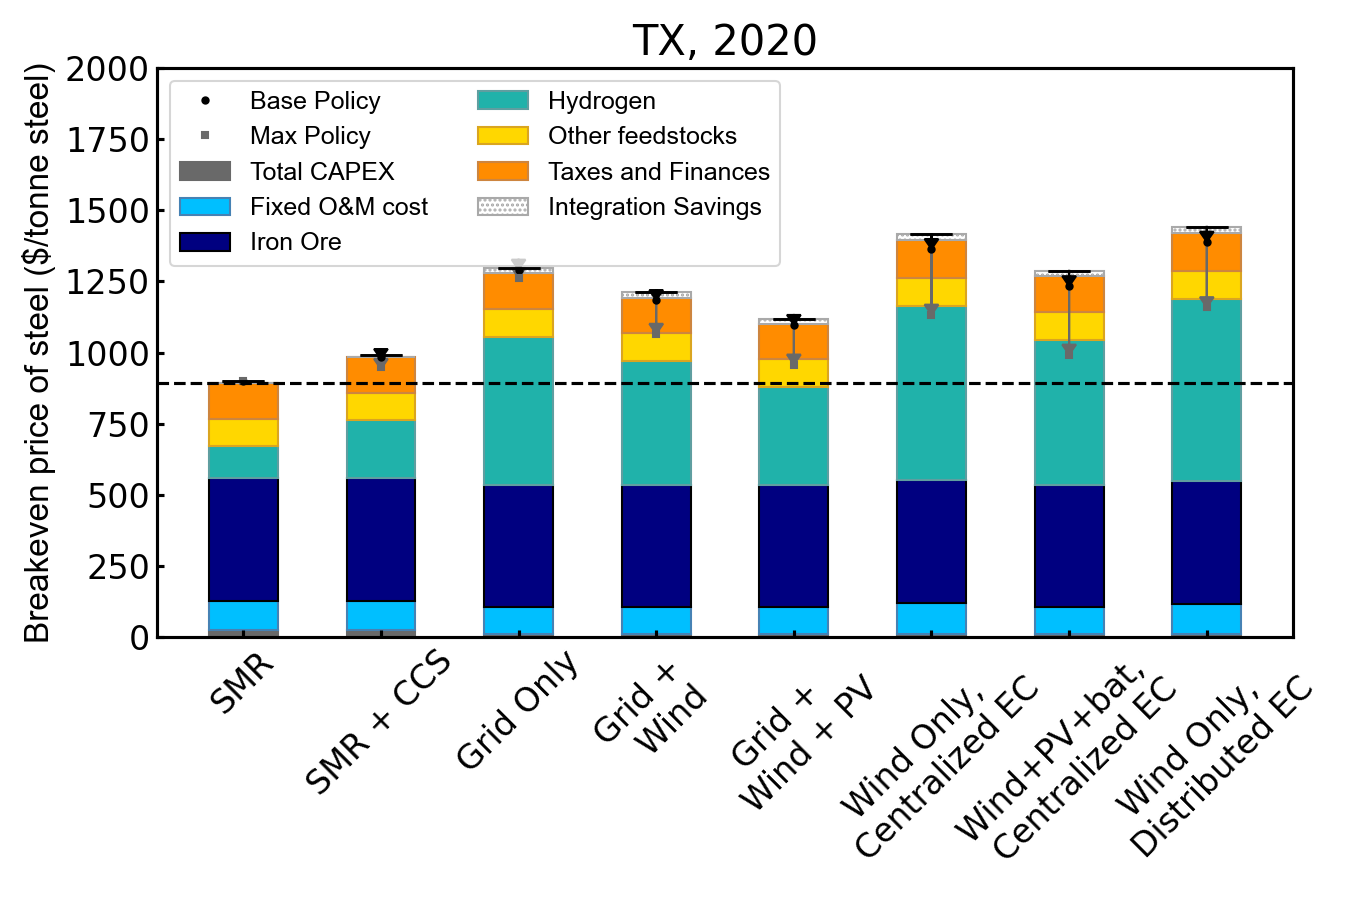 TX, 2020
Breakeven price of steel ($/tonne steel)
2000
1750
1500
1250
1000
750
500
250
0
Base Policy
Max Policy
Total CAPEX
Fixed O&M cost
Iron Ore
Hydrogen
Other feedstocks
Taxes and Finances
Integration Savings
SMR
SMR + CCS
Grid Only
Grid +
Wind
Grid +
Wind + PV
Wind Only,
Centralized EC
Wind+PV+bat,
Centralized EC
Wind Only,
Distributed EC